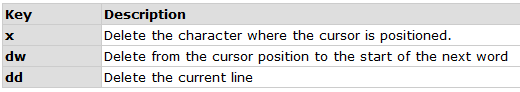 Key Description
x Delete the character where the cursor is positioned.
dw Delete from the cursor position to the start of the next word
dd Delete the current line